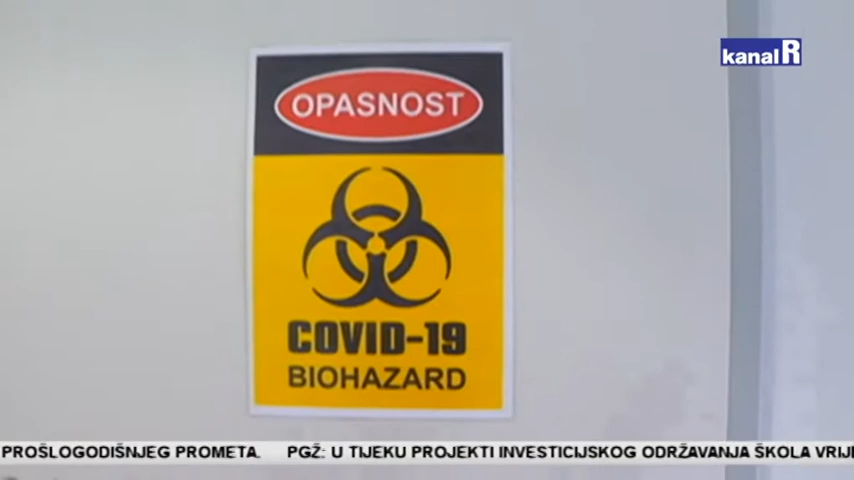 kanal R
OPASNOST
COVID-19
BIOHAZARD
PROŠLOGODIŠNJEG PROMETA. PGŽ: U TIJEKU PROJEKTI INVESTICIJSKOG ODRŽAVANJA ŠKOLA